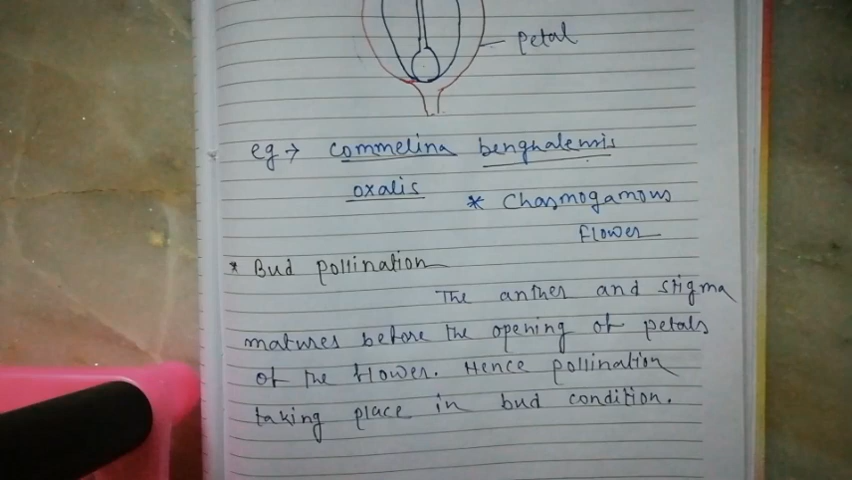 Petal
eg → commelina benghalensis
oxalis
* Chasmogamous
flower
* Bud pollination
The anther and stigma
matures before the opening of petals
of the flower. Hence pollination
taking place in bud condition.